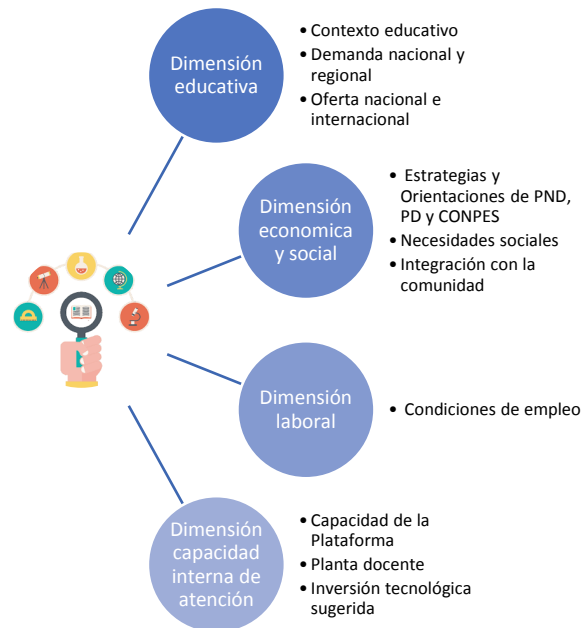 Dimensión
educativa
• Contexto educativo
• Demanda nacional y
regional
• Oferta nacional e
internacional
Dimensión
economica
y social
• Estrategias y
Orientaciones de PND,
PD y CONPES
• Necesidades sociales
• Integración con la
comunidad
Dimensión
laboral
• Condiciones de empleo
Dimensión
capacidad
interna de
atención
• Capacidad de la
Plataforma
• Planta docente
• Inversión tecnológica
sugerida